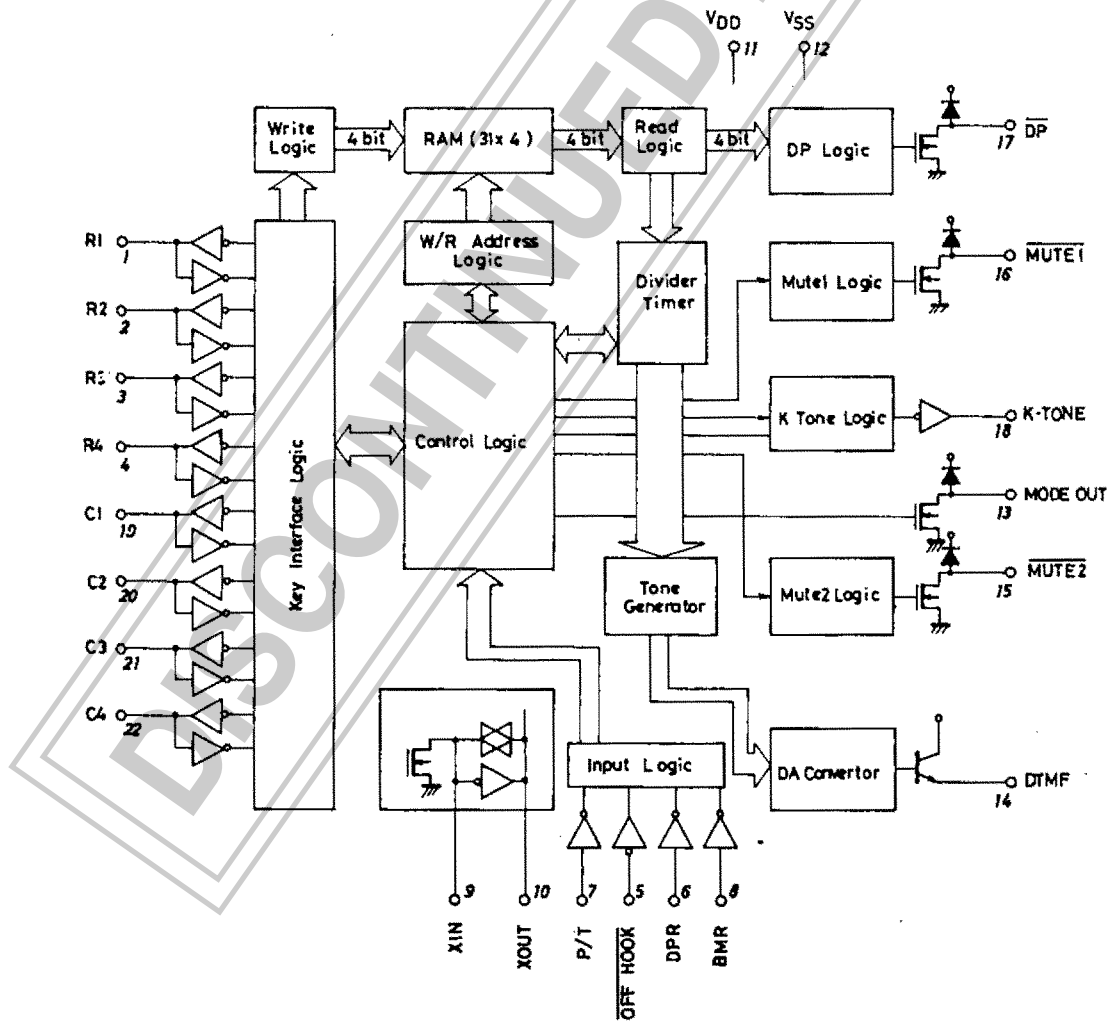 VDD
11
VSS
12
Write Logic
4 bit
RAM (31x 4)
4 bit
Read Logic
4 bit
DP Logic
DP
17
R1
1
R2
2
R3
3
R4
4
C1
19
C2
20
C3
21
C4
22
Key Interface Logic
W/R Address Logic
Control Logic
Divider Timer
Mute1 Logic
MUTE1
16
K Tone Logic
K-TONE
18
MODE OUT
13
Tone Generator
Mute2 Logic
MUTE2
15
Input Logic
DA Convertor
DTMF
14
9
10
7
5
6
8
XIN
XOUT
P/T
OFF HOOK
DPR
BMR
DISCONTINUED